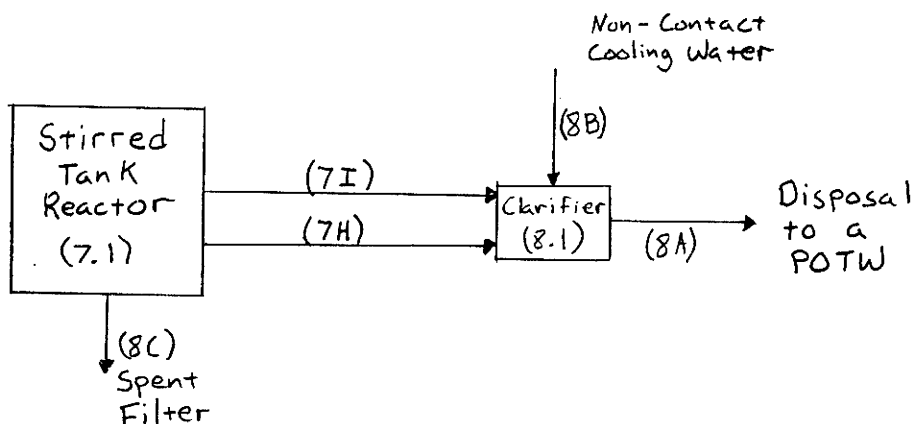 Non-Contact
Cooling Water
(8B)
Stirred
Tank
Reactor
(7.1)
(7I)
(7H)
Clarifier
(8.1)
(8A)
Disposal
to a
POTW
(8C)
Spent
Filter